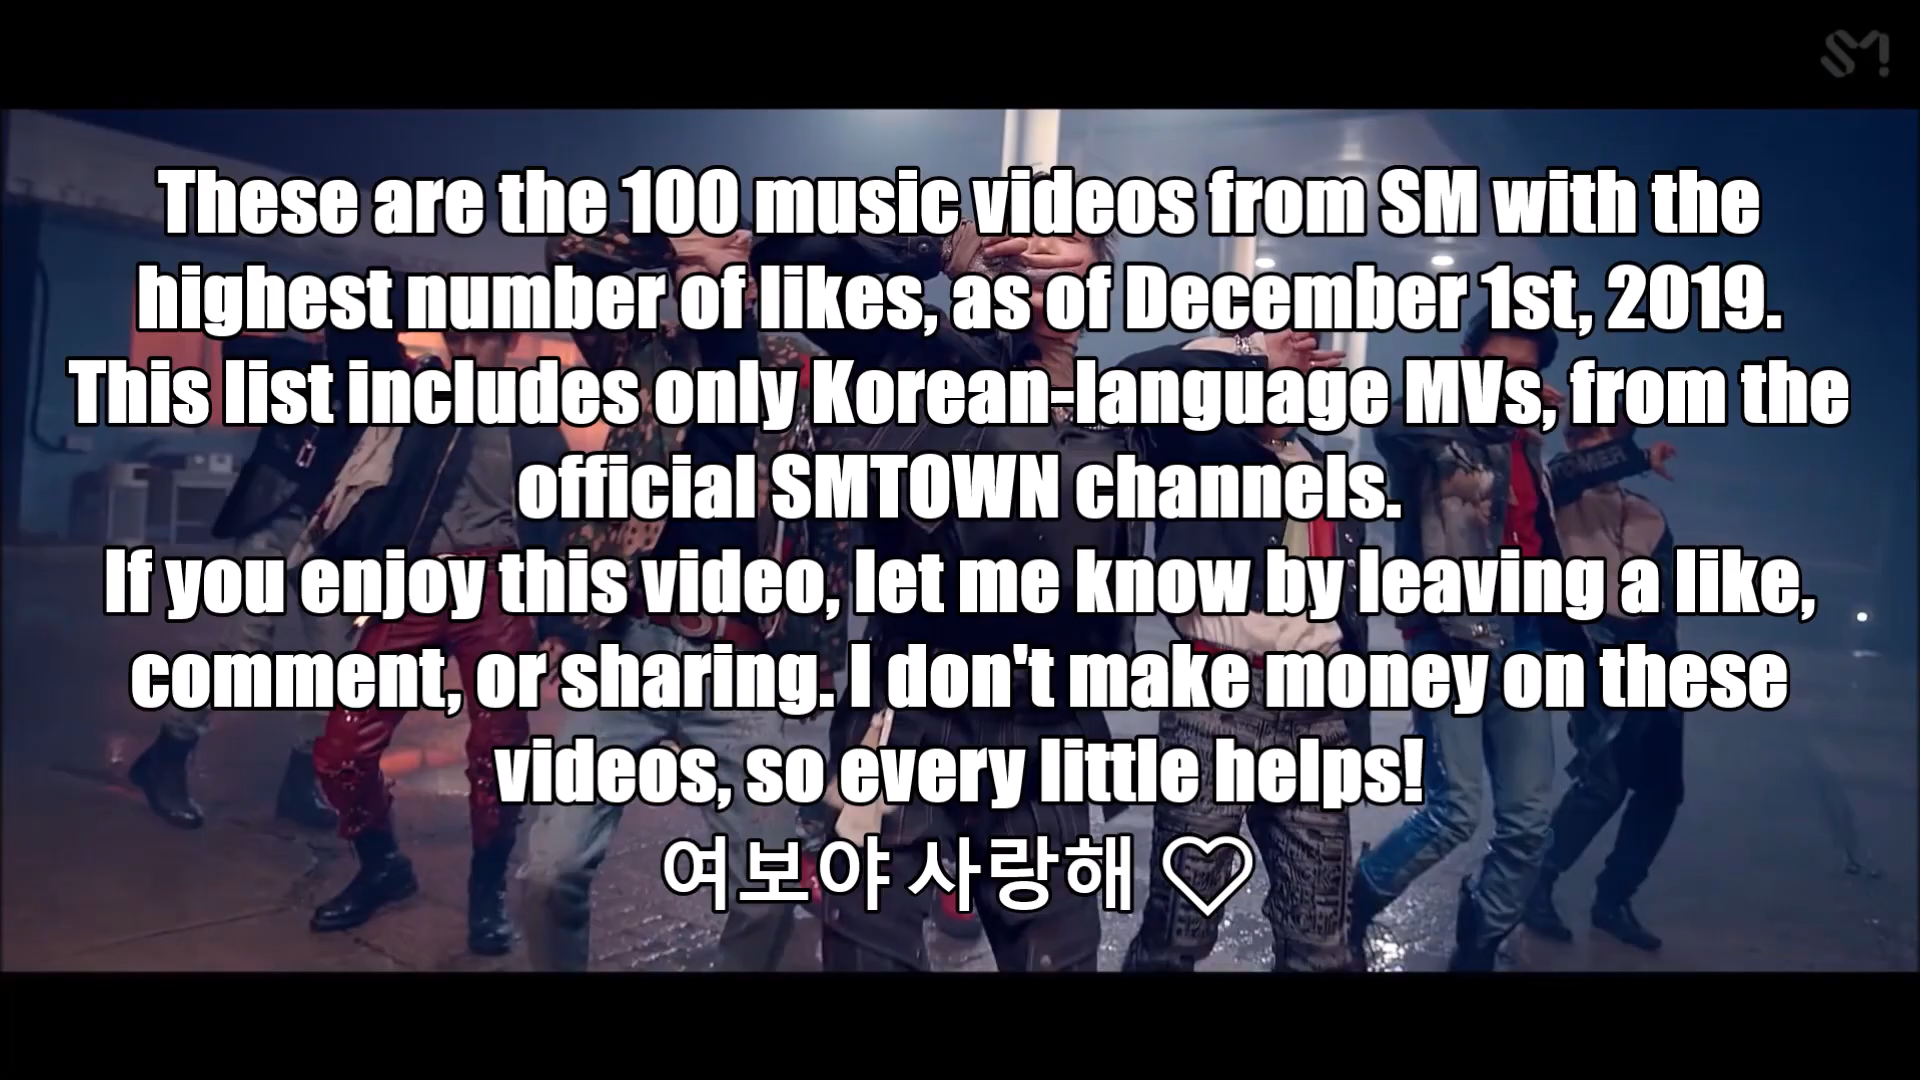 SM!
These are the 100 music videos from SM with the
highest number of likes, as of December 1st, 2019.
This list includes only Korean-language MVs, from the
official SMTOWN channels.
If you enjoy this video, let me know by leaving a like,
comment, or sharing. I don't make money on these
videos, so every little helps!
여보야 사랑해 ♡